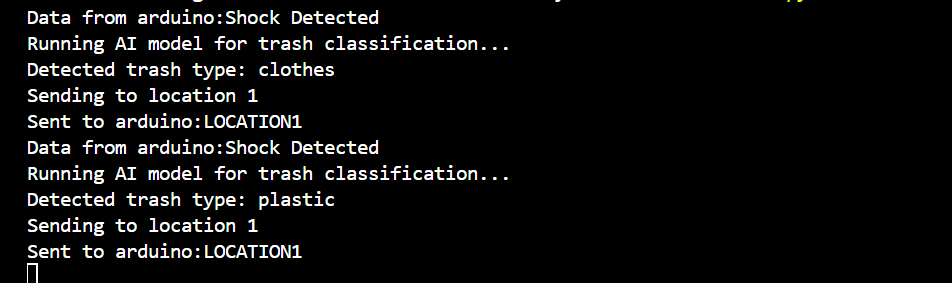 Data from arduino:Shock Detected
Running AI model for trash classification...
Detected trash type: clothes
Sending to location 1
Sent to arduino:LOCATION1
Data from arduino:Shock Detected
Running AI model for trash classification...
Detected trash type: plastic
Sending to location 1
Sent to arduino:LOCATION1